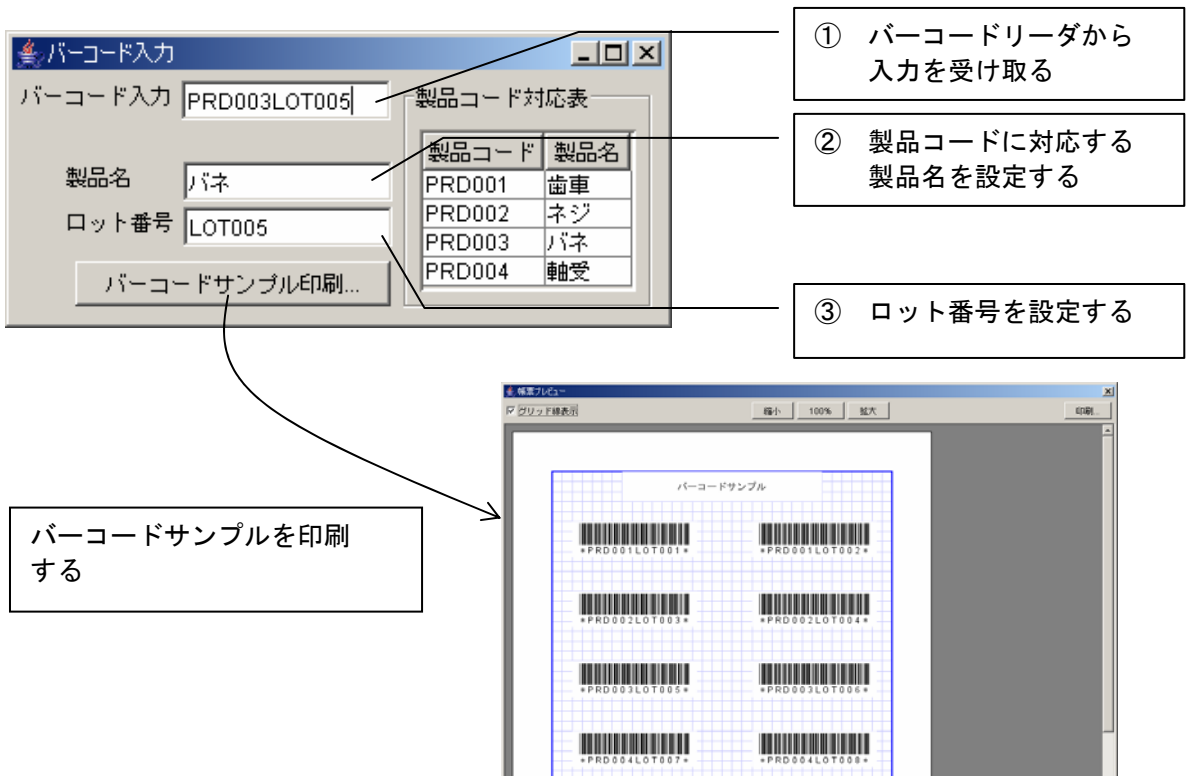 バーコード入力
バーコード入力 PRD003LOT005
製品名 バネ
ロット番号 LOT005
バーコードサンプル印刷...
製品コード対応表
製品コード 製品名
PRD001 歯車
PRD002 ネジ
PRD003 バネ
PRD004 軸受
① バーコードリーダから
入力を受け取る
② 製品コードに対応する
製品名を設定する
③ ロット番号を設定する
バーコードサンプルを印刷
する
帳票プレビュー
グリッド線表示 縮小 100% 拡大 印刷...
バーコードサンプル
*PRD001LOT001* *PRD001LOT002*
*PRD002LOT003* *PRD002LOT004*
*PRD003LOT005* *PRD003LOT006*
*PRD004LOT007* *PRD004LOT008*